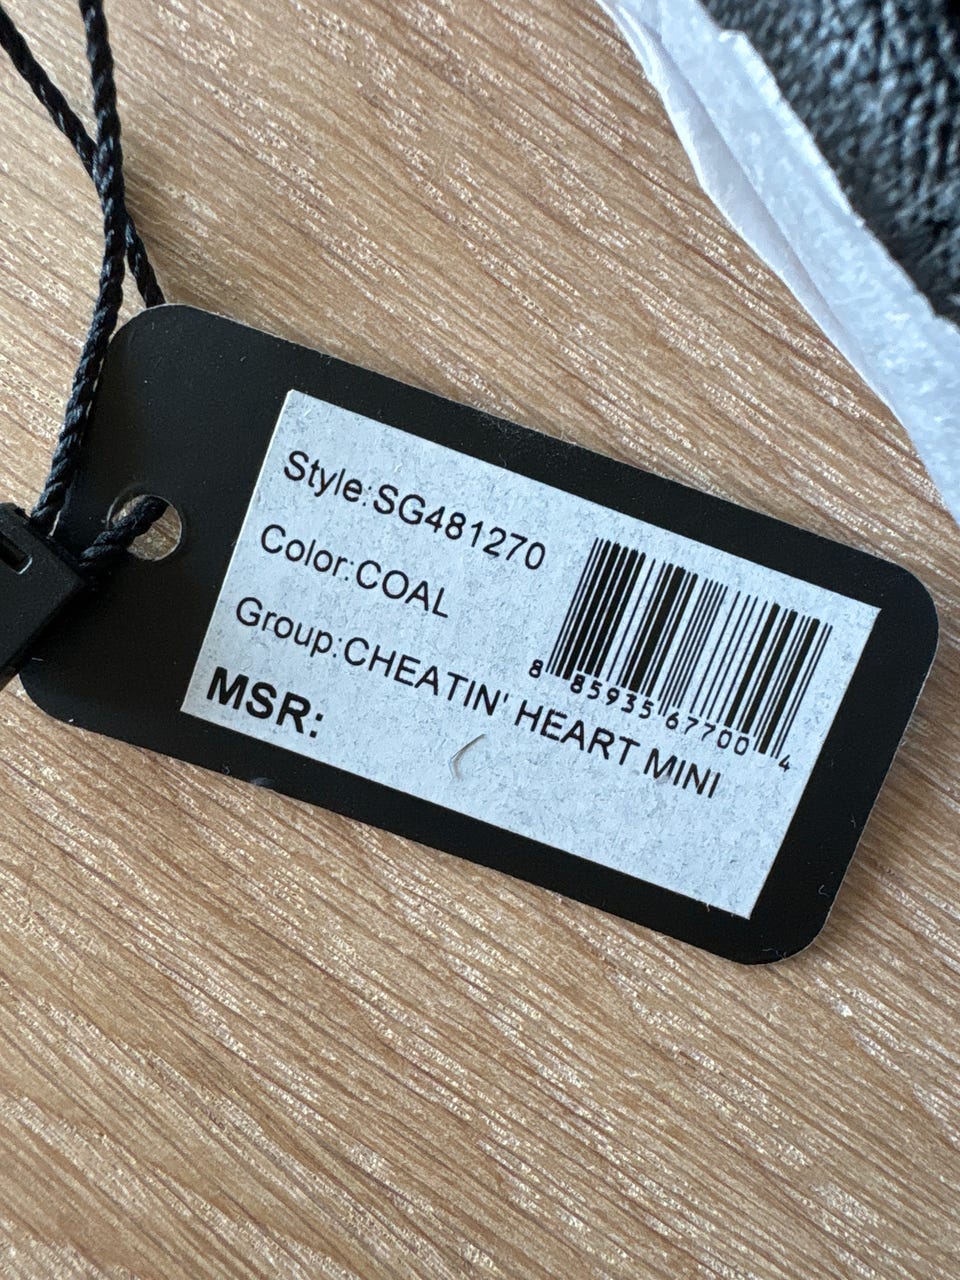 Style:SG481270
Color:COAL
Group:CHEATIN' HEART MINI
MSR:
8 85935 67700 4